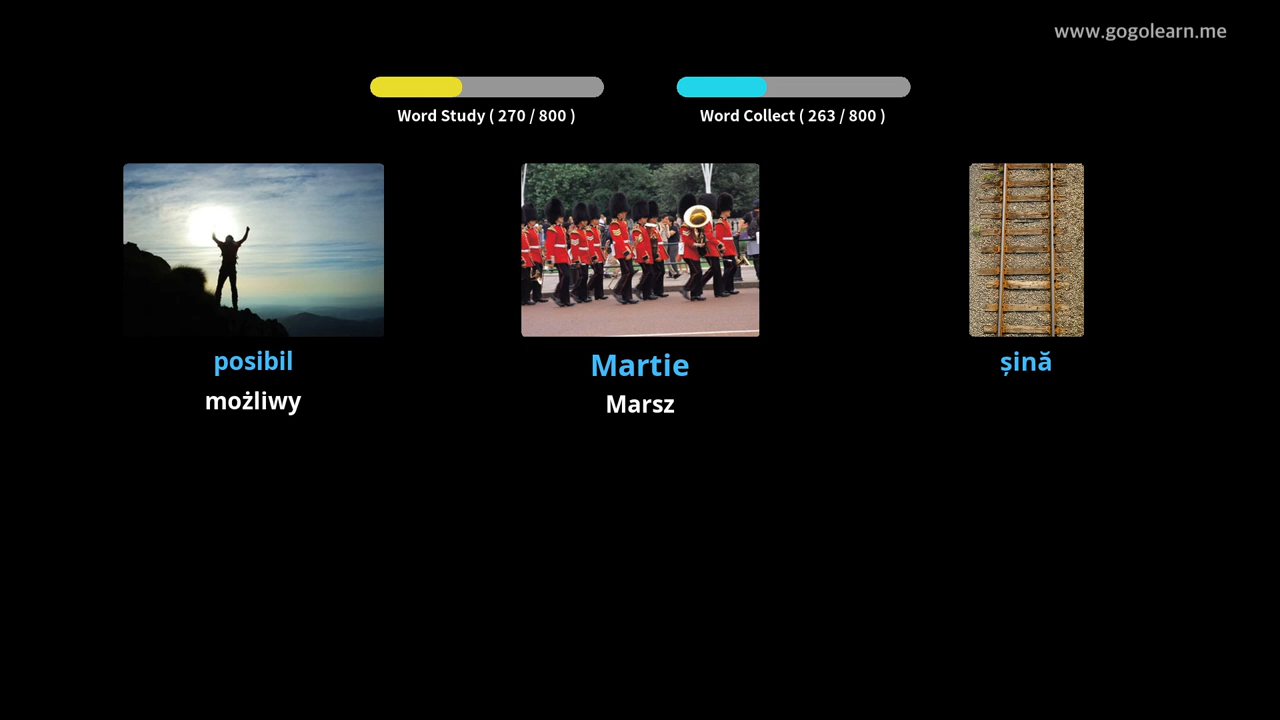 www.gogolearn.me
Word Study ( 270 / 800 )
Word Collect ( 263 / 800 )
posibil
Martie
șină
możliwy
Marsz